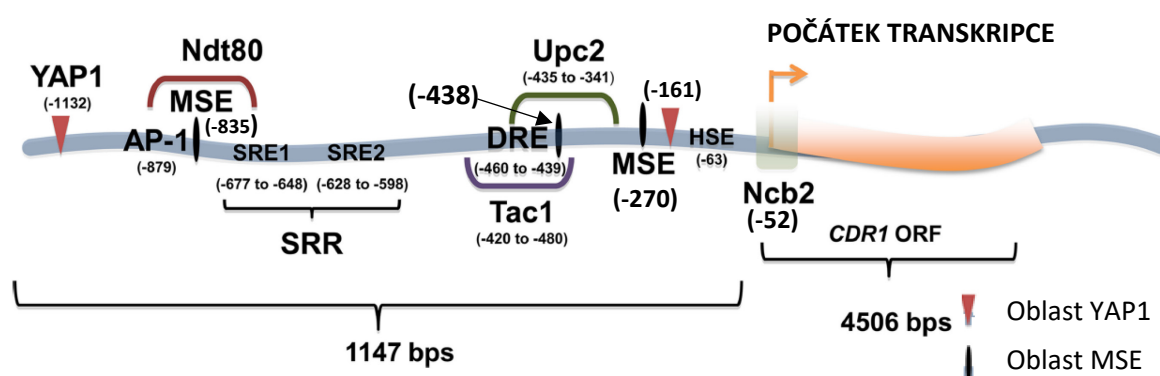 POČÁTEK TRANSKRIPCE
Ndt80
Upc2
(-435 to -341)
YAP1
(-1132)
MSE
(-835)
(-438)
(-161)
AP-1
(-879)
SRE1
SRE2
DRE
(-460 to -439)
MSE
(-270)
HSE
(-63)
(-677 to -648)
(-628 to -598)
SRR
Tac1
(-420 to -480)
Ncb2
(-52)
CDR1 ORF
1147 bps
4506 bps
Oblast YAP1
Oblast MSE